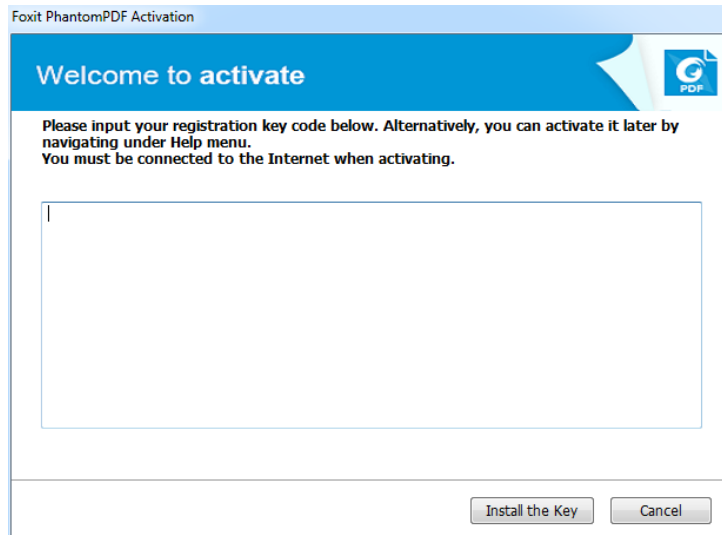 Foxit PhantomPDF Activation
Welcome to activate
PDF
Please input your registration key code below. Alternatively, you can activate it later by
navigating under Help menu.
You must be connected to the Internet when activating.
Install the Key
Cancel